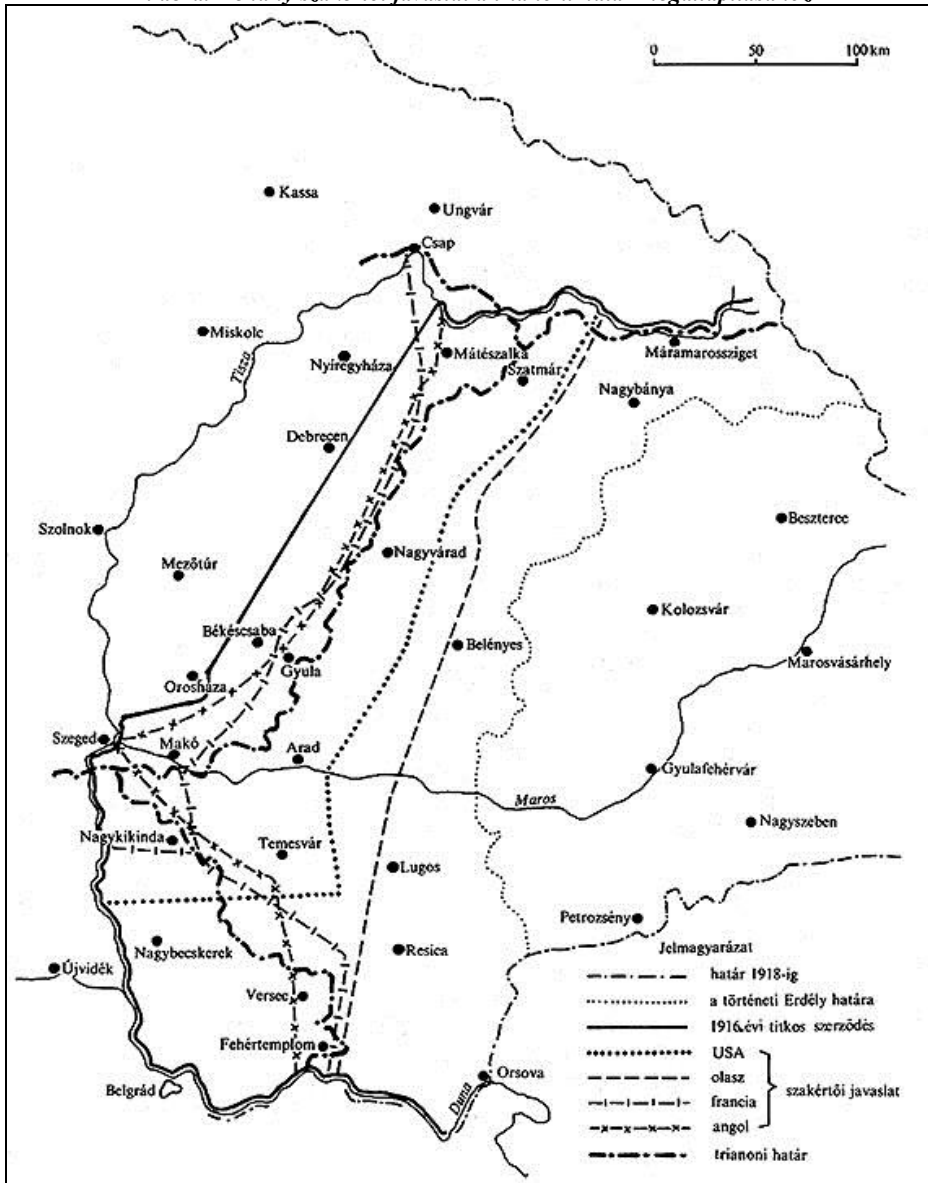 0 50 100 km
Kassa
Ungvár
Csap
Miskolc
Tisza
Nyíregyháza
Mátészalka
Szatmár
Máramarossziget
Nagybánya
Debrecen
Szolnok
Beszterce
Nagyvárad
Mezőtúr
Kolozsvár
Békéscsaba
Belényes
Marosvásárhely
Gyula
Orosháza
Szeged
Makó
Arad
Gyulafehérvár
Maros
Nagyszeben
Nagykikinda
Temesvár
Lugos
Petrozsény
Nagybecskerek
Resica
Újvidék
Versec
Fehértemplom
Orsova
Belgrád
Duna
Jelmagyarázat
határ 1918-ig
a történeti Erdély határa
1916.évi titkos szerződés
USA
olasz
francia
angol
szakértői javaslat
trianoni határ